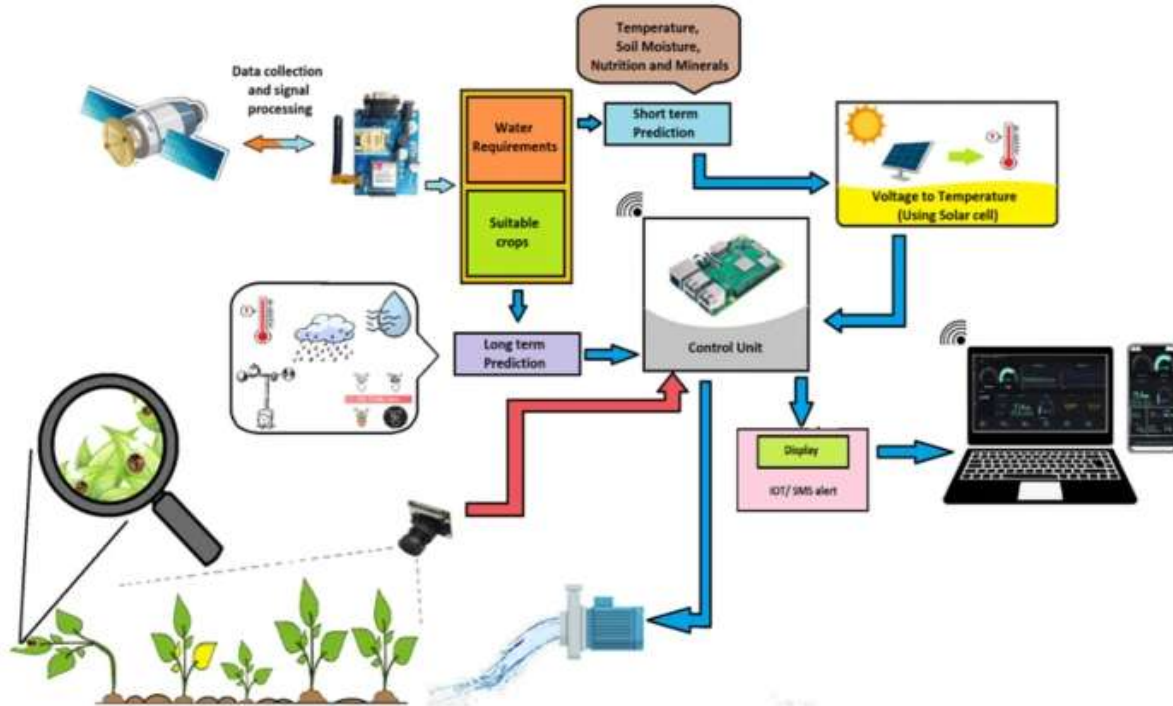 Temperature,
Soil Moisture,
Nutrition and Minerals
Data collection
and signal
processing
Water
Requirements
Short term
Prediction
Suitable
crops
Voltage to Temperature
(Using Solar cell)
Long term
Prediction
Control Unit
Display
IOT/ SMS alert